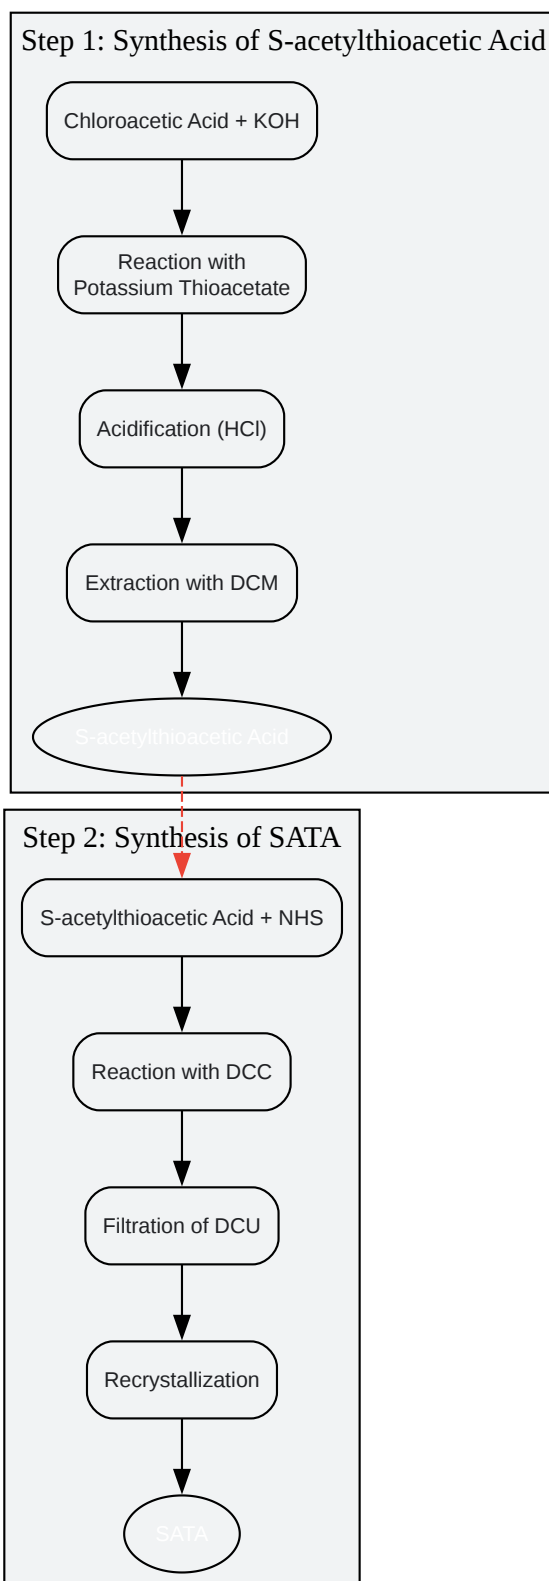 Step 1: Synthesis of S-acetylthioacetic Acid
Chloroacetic Acid + KOH
Reaction with
Potassium Thioacetate
Acidification (HCl)
Extraction with DCM
S-acetylthioacetic Acid
Step 2: Synthesis of SATA
S-acetylthioacetic Acid + NHS
Reaction with DCC
Filtration of DCU
Recrystallization
SATA